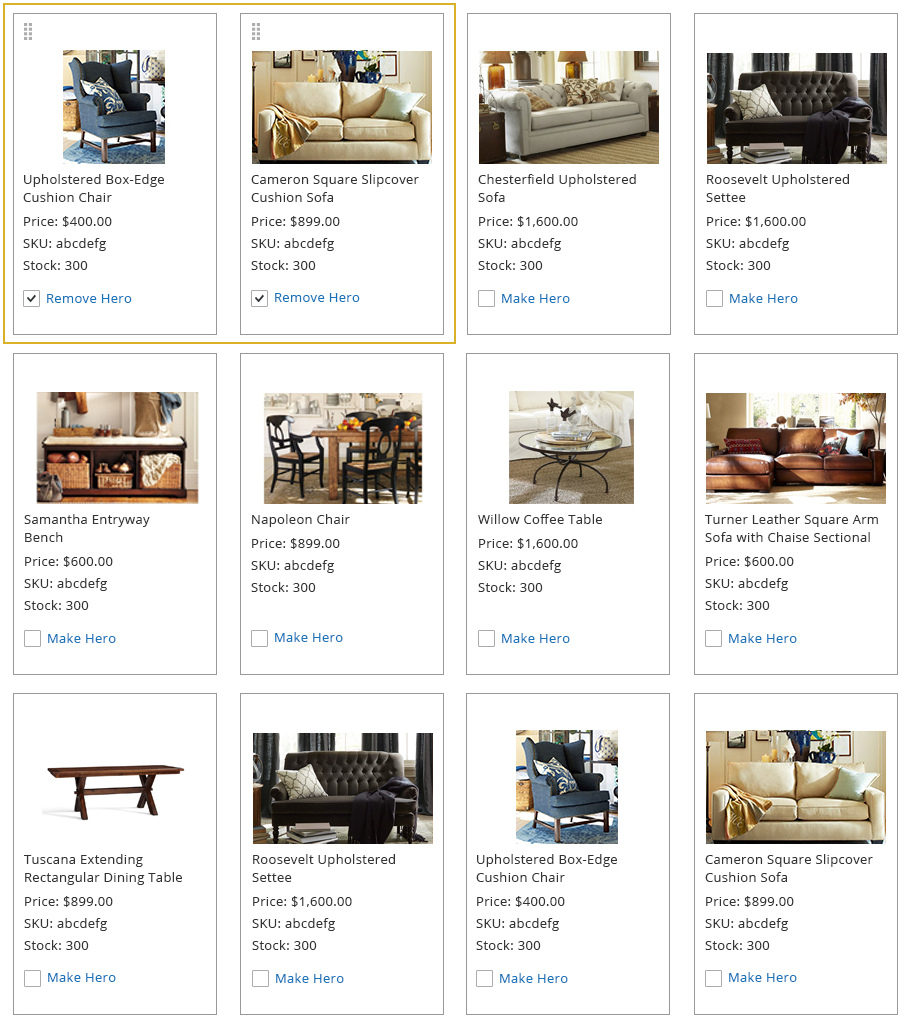 Upholstered Box-Edge
Cushion Chair
Price: $400.00
SKU: abcdefg
Stock: 300
Remove Hero
Cameron Square Slipcover
Cushion Sofa
Price: $899.00
SKU: abcdefg
Stock: 300
Remove Hero
Chesterfield Upholstered
Sofa
Price: $1,600.00
SKU: abcdefg
Stock: 300
Make Hero
Roosevelt Upholstered
Settee
Price: $1,600.00
SKU: abcdefg
Stock: 300
Make Hero
Samantha Entryway
Bench
Price: $600.00
SKU: abcdefg
Stock: 300
Make Hero
Napoleon Chair
Price: $899.00
SKU: abcdefg
Stock: 300
Make Hero
Willow Coffee Table
Price: $1,600.00
SKU: abcdefg
Stock: 300
Make Hero
Turner Leather Square Arm
Sofa with Chaise Sectional
Price: $600.00
SKU: abcdefg
Stock: 300
Make Hero
Tuscana Extending
Rectangular Dining Table
Price: $899.00
SKU: abcdefg
Stock: 300
Make Hero
Roosevelt Upholstered
Settee
Price: $1,600.00
SKU: abcdefg
Stock: 300
Make Hero
Upholstered Box-Edge
Cushion Chair
Price: $400.00
SKU: abcdefg
Stock: 300
Make Hero
Cameron Square Slipcover
Cushion Sofa
Price: $899.00
SKU: abcdefg
Stock: 300
Make Hero